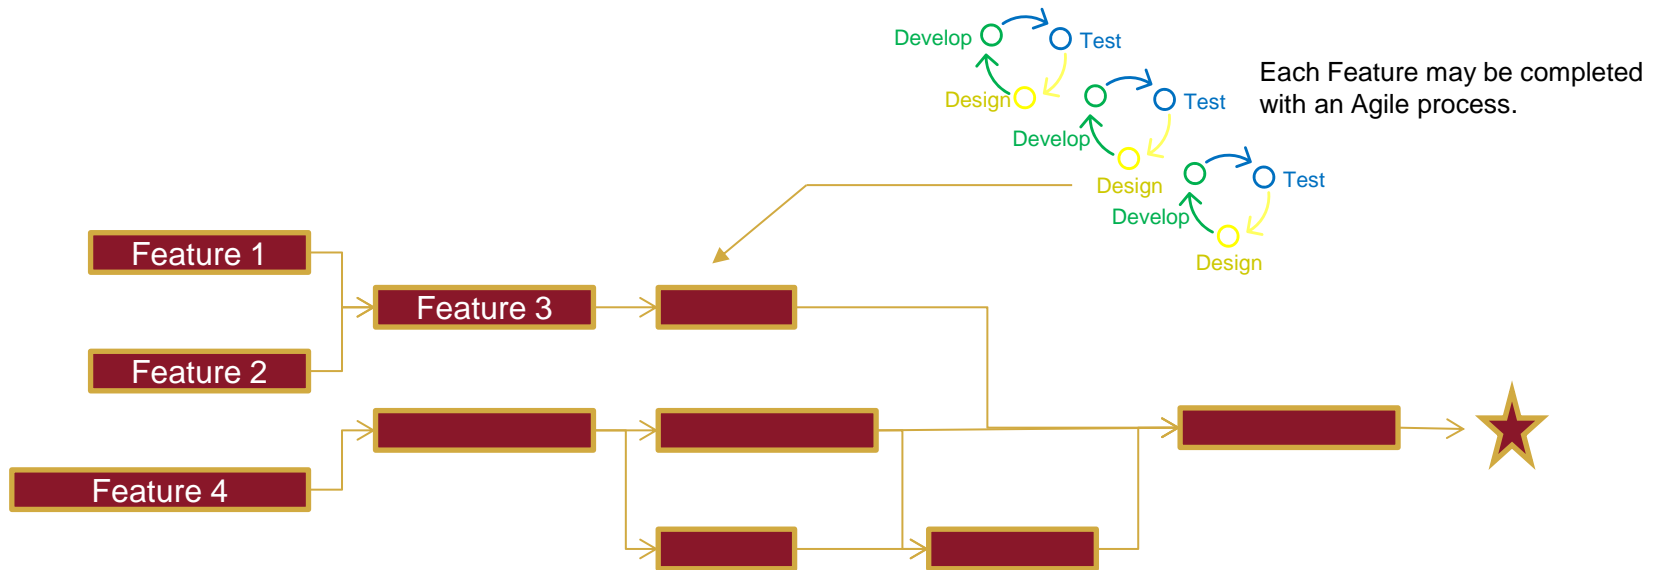 Develop
Test
Each Feature may be completed
with an Agile process.
Design
Test
Develop
Design
Test
Develop
Design
Feature 1
Feature 3
Feature 2
Feature 4